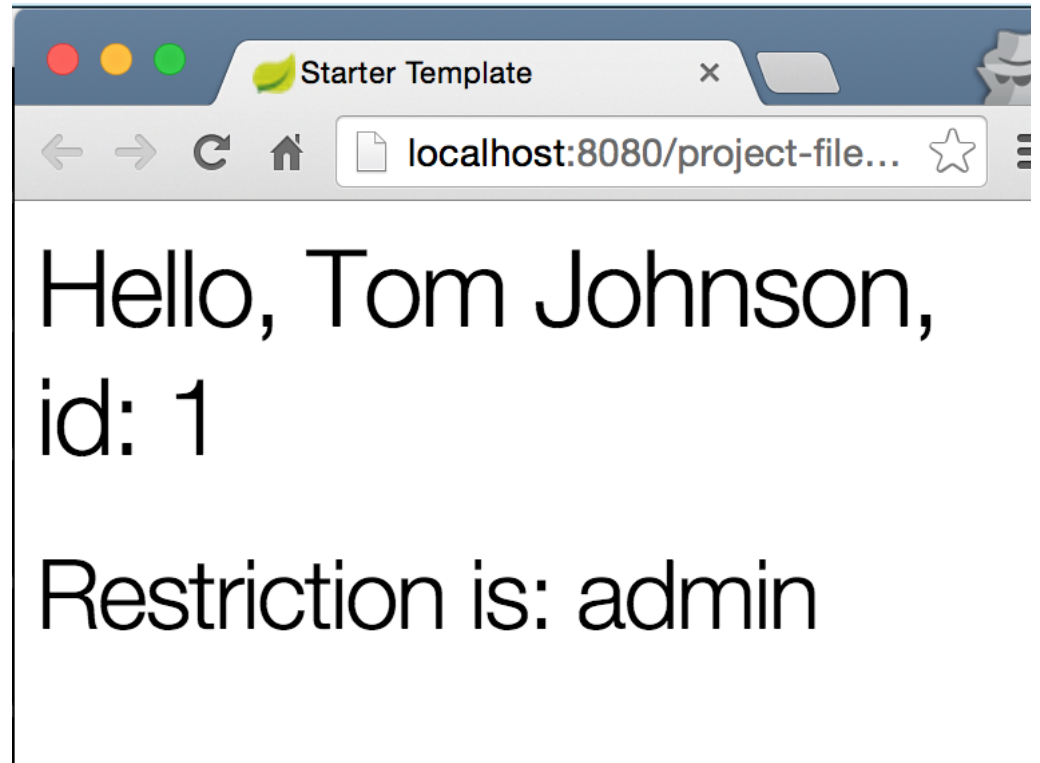 Starter Template
localhost:8080/project-file...
Hello, Tom Johnson,
id: 1
Restriction is: admin